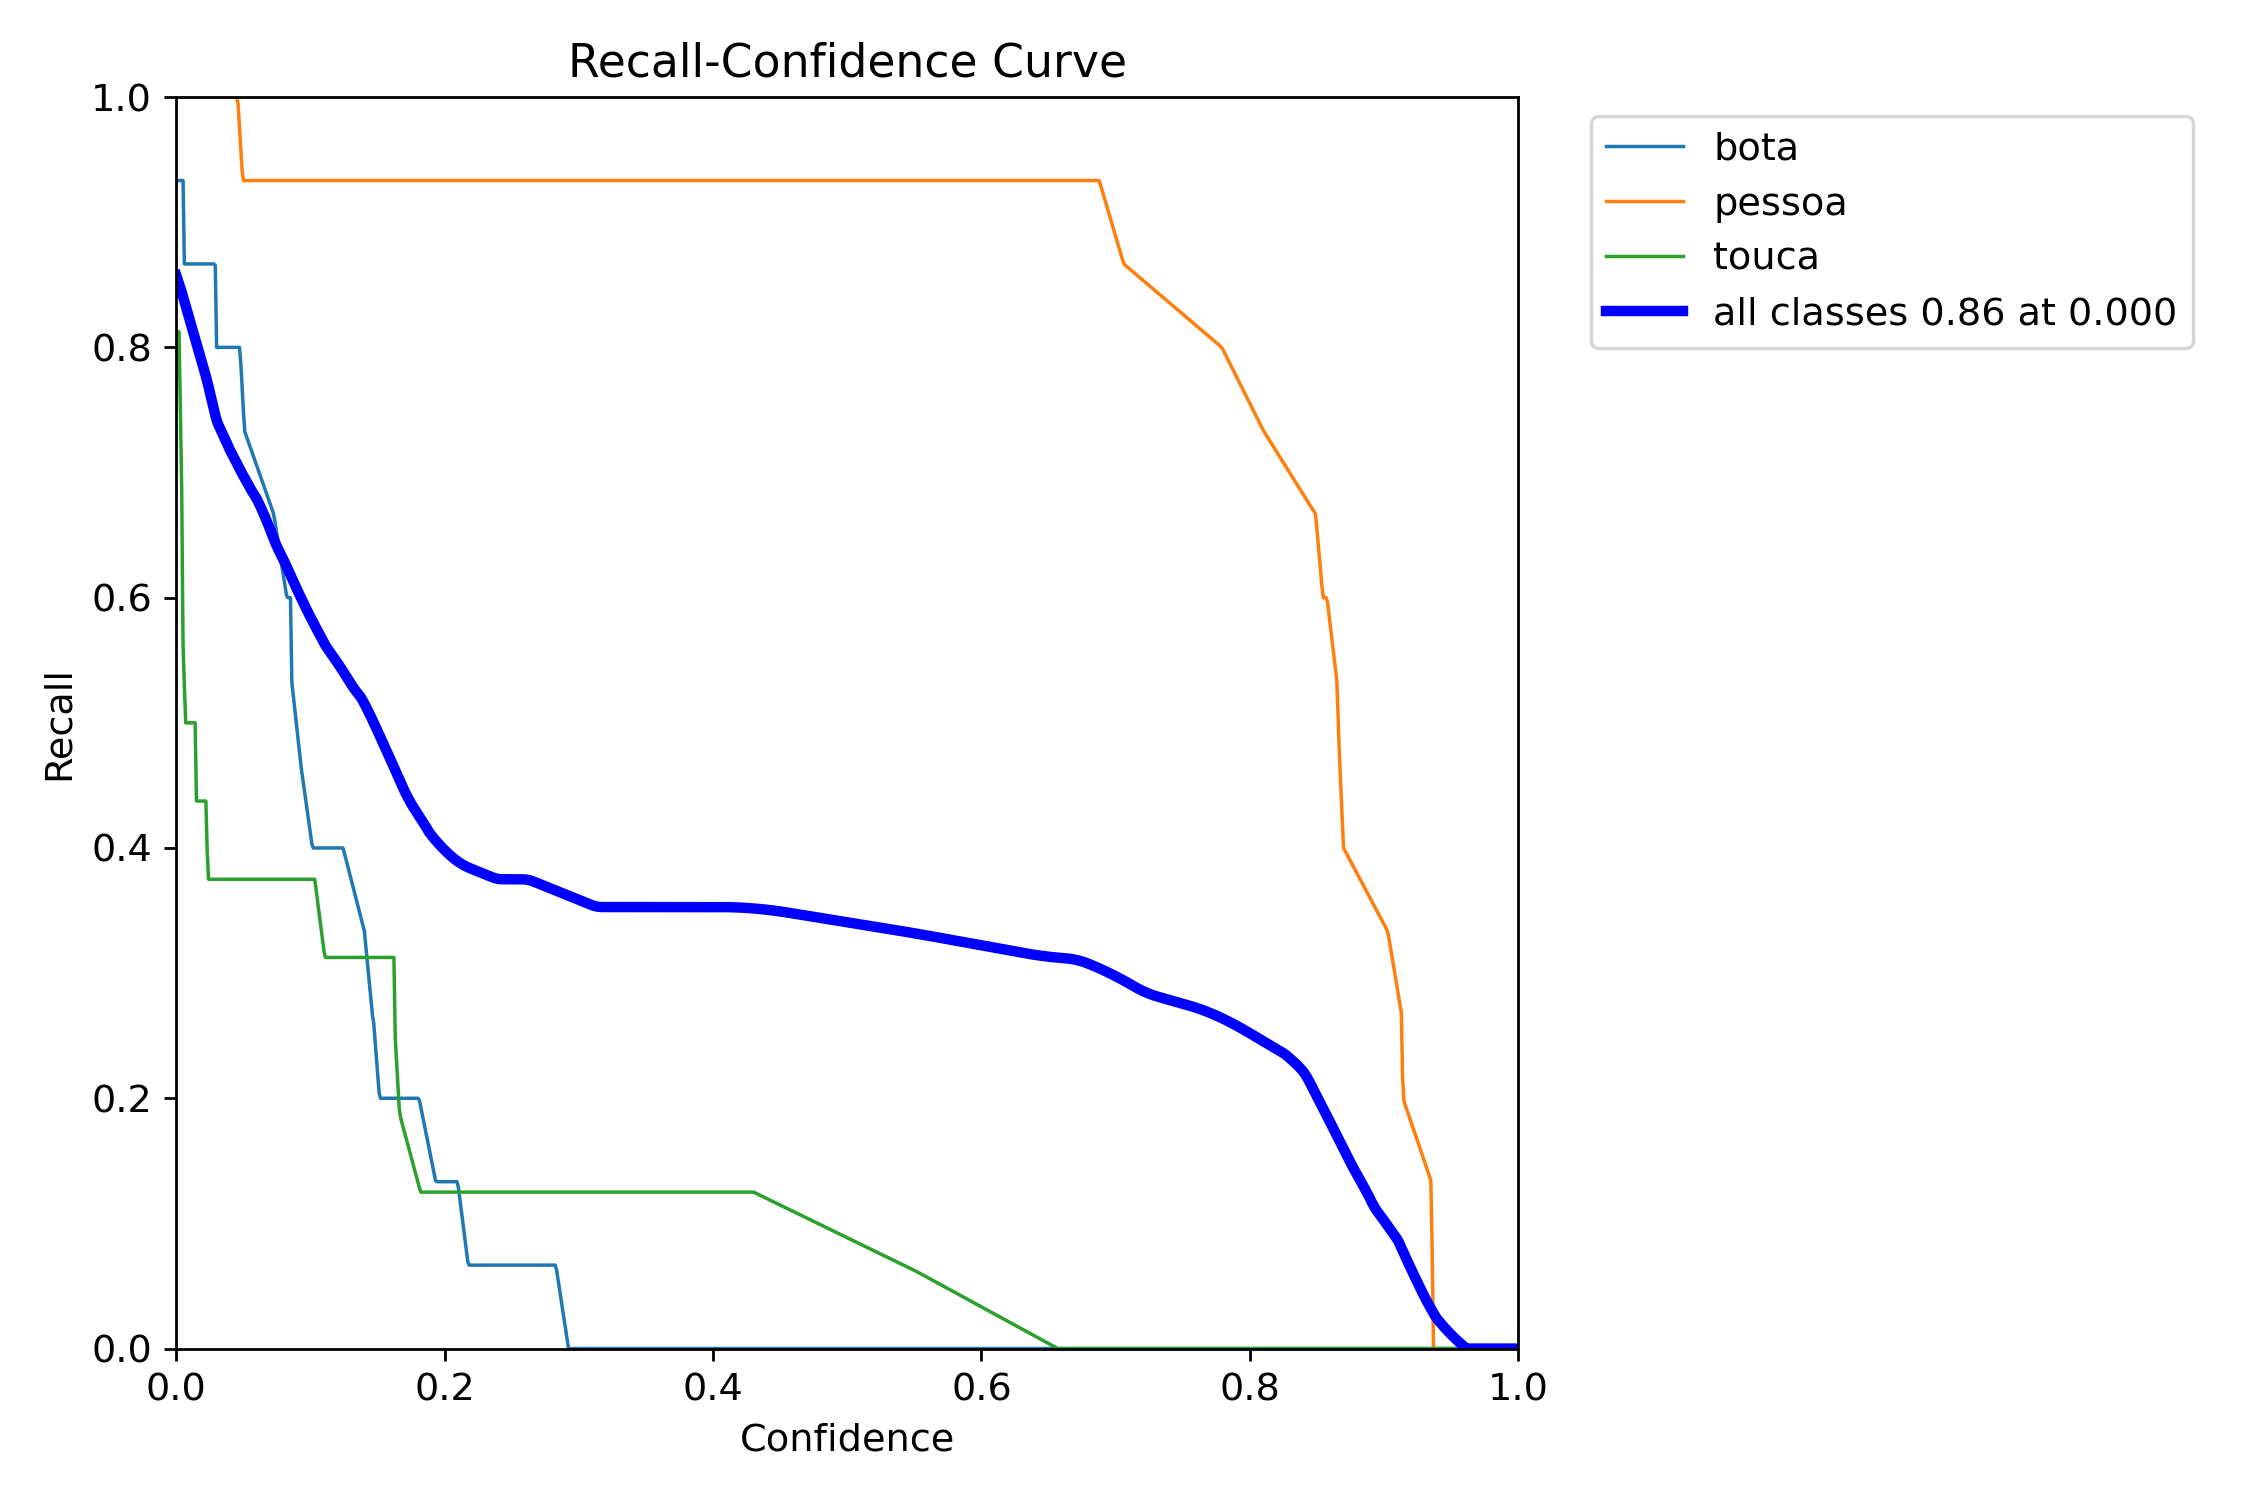 Recall-Confidence Curve
1.0
0.8
0.6
0.4
0.2
0.0
Recall
0.0 0.2 0.4 0.6 0.8 1.0
Confidence
bota
pessoa
touca
all classes 0.86 at 0.000